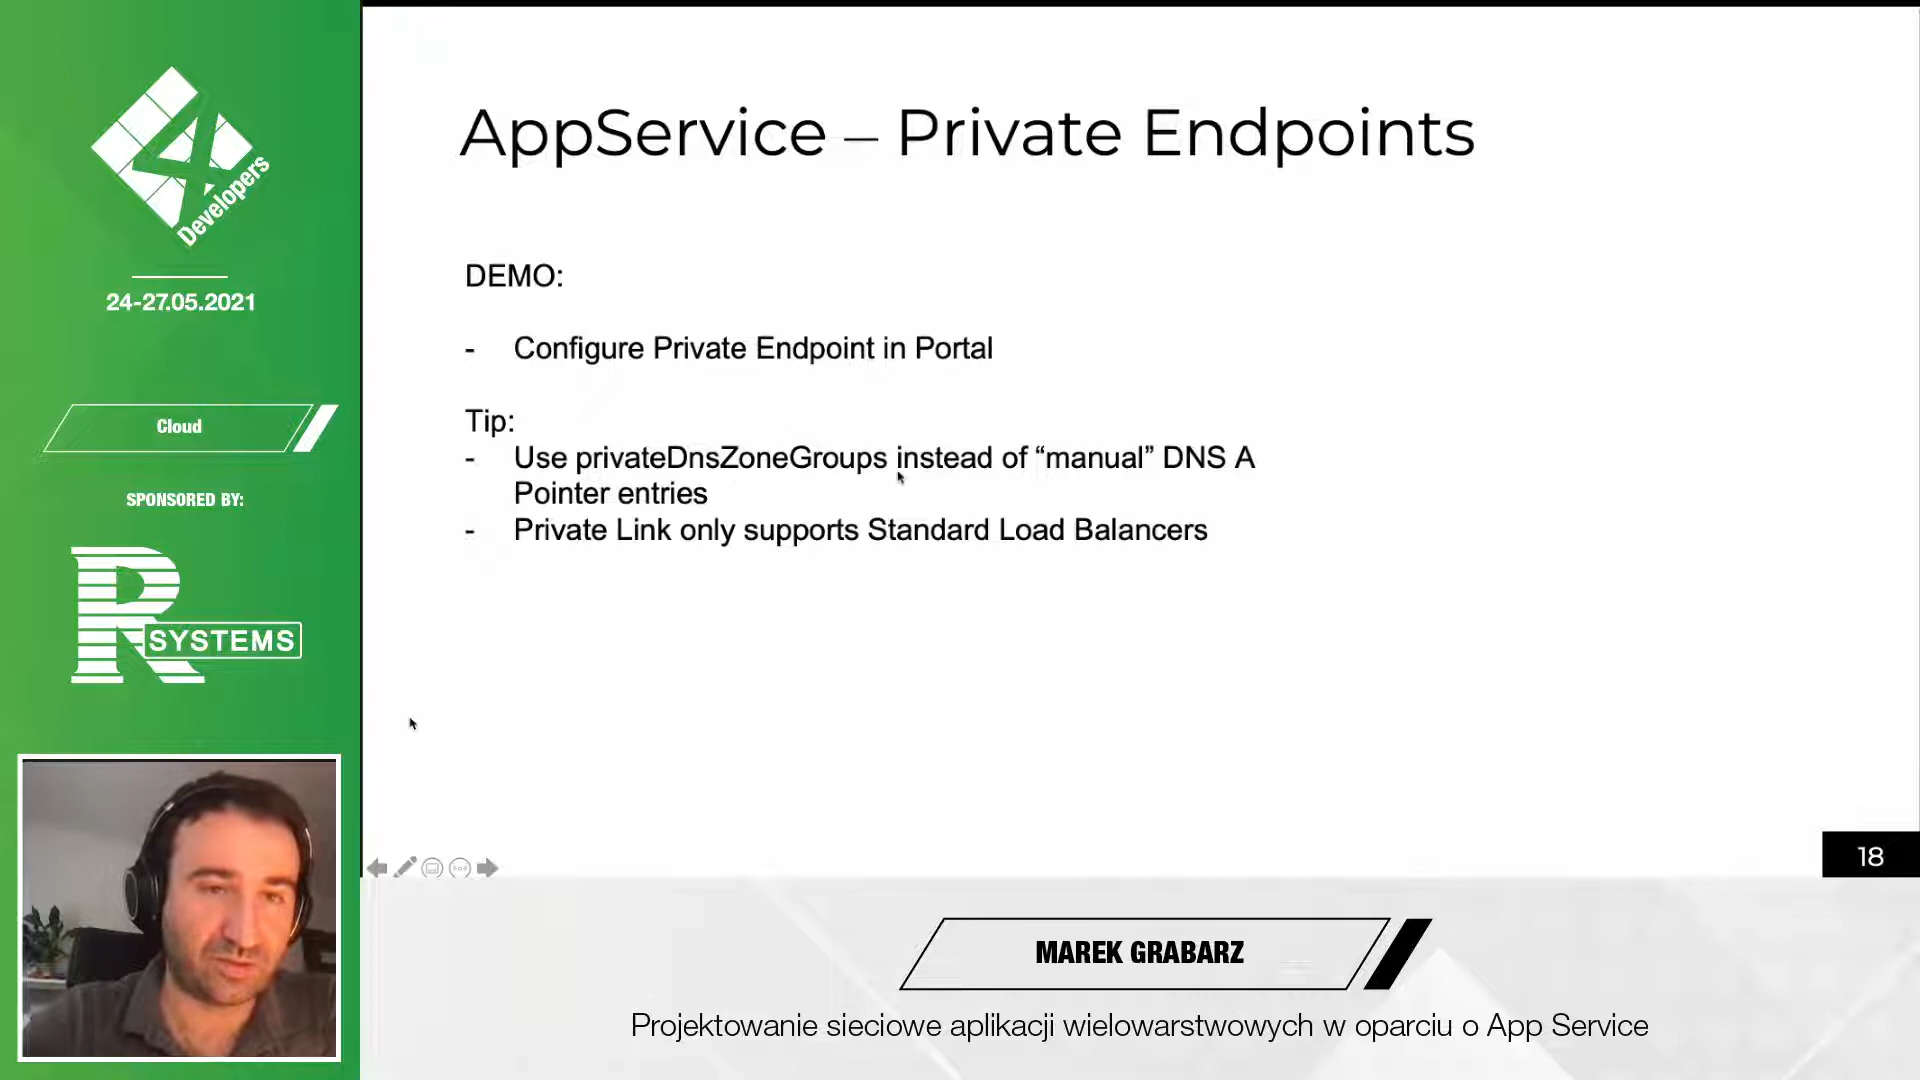 4
Developers
24-27.05.2021
Cloud
SPONSORED BY:
R
SYSTEMS
AppService – Private Endpoints
DEMO:
- Configure Private Endpoint in Portal
Tip:
- Use privateDnsZoneGroups instead of “manual” DNS A
Pointer entries
- Private Link only supports Standard Load Balancers
18
MAREK GRABARZ
Projektowanie sieciowe aplikacji wielowarstwowych w oparciu o App Service